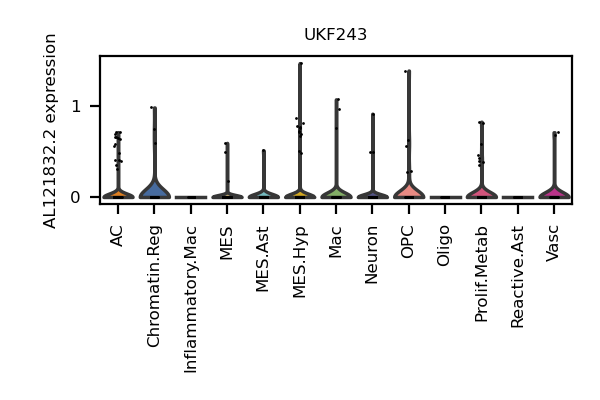 UKF243
AL121832.2 expression
1
0
AC
Chromatin.Reg
Inflammatory.Mac
MES
MES.Ast
MES.Hyp
Mac
Neuron
OPC
Oligo
Prolif.Metab
Reactive.Ast
Vasc